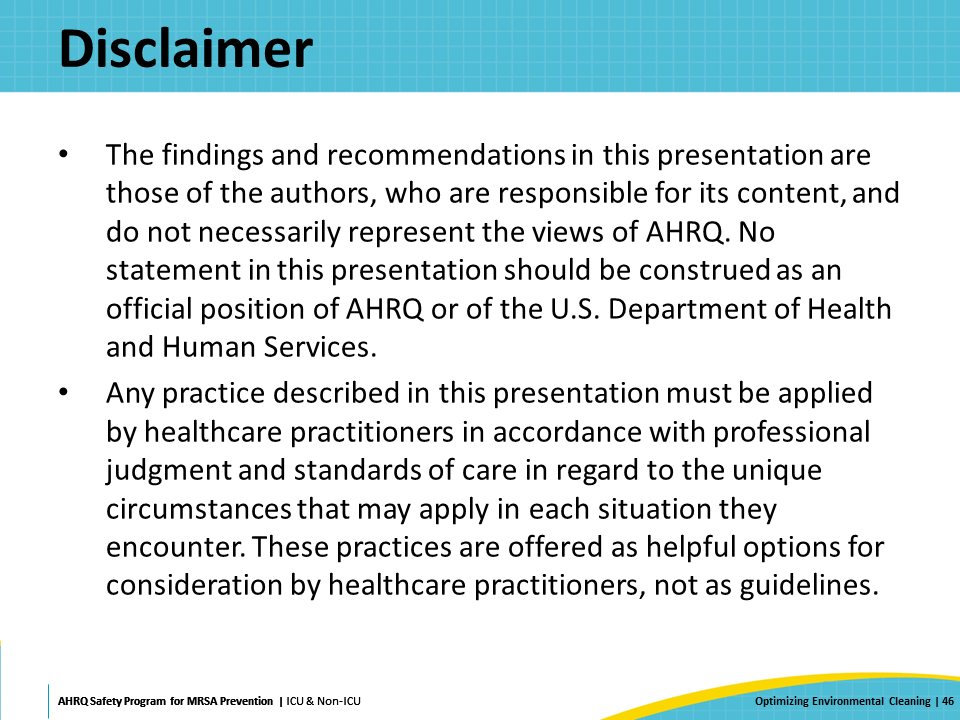 Disclaimer
• The findings and recommendations in this presentation are
those of the authors, who are responsible for its content, and
do not necessarily represent the views of AHRQ. No
statement in this presentation should be construed as an
official position of AHRQ or of the U.S. Department of Health
and Human Services.
• Any practice described in this presentation must be applied
by healthcare practitioners in accordance with professional
judgment and standards of care in regard to the unique
circumstances that may apply in each situation they
encounter. These practices are offered as helpful options for
consideration by healthcare practitioners, not as guidelines.
AHRQ Safety Program for MRSA Prevention | ICU & Non-ICU
Optimizing Environmental Cleaning | 46